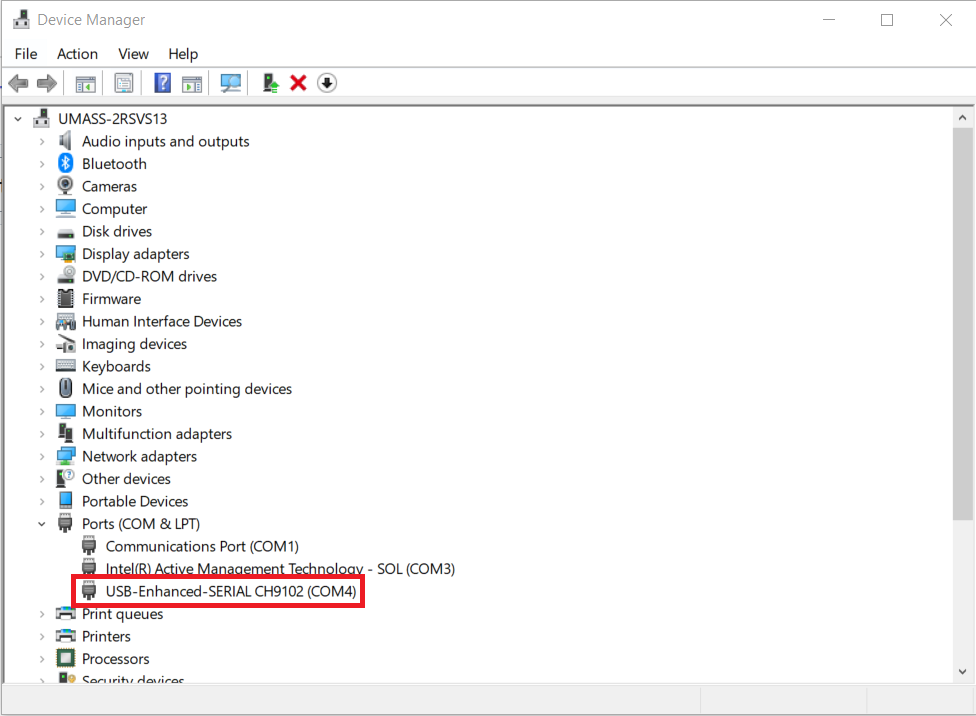 Device Manager
File Action View Help
UMASS-2RSVS13
Audio inputs and outputs
Bluetooth
Cameras
Computer
Disk drives
Display adapters
DVD/CD-ROM drives
Firmware
Human Interface Devices
Imaging devices
Keyboards
Mice and other pointing devices
Monitors
Multifunction adapters
Network adapters
Other devices
Portable Devices
Ports (COM & LPT)
Communications Port (COM1)
Intel(R) Active Management Technology - SOL (COM3)
USB-Enhanced-SERIAL CH9102 (COM4)
Print queues
Printers
Processors
Security devices